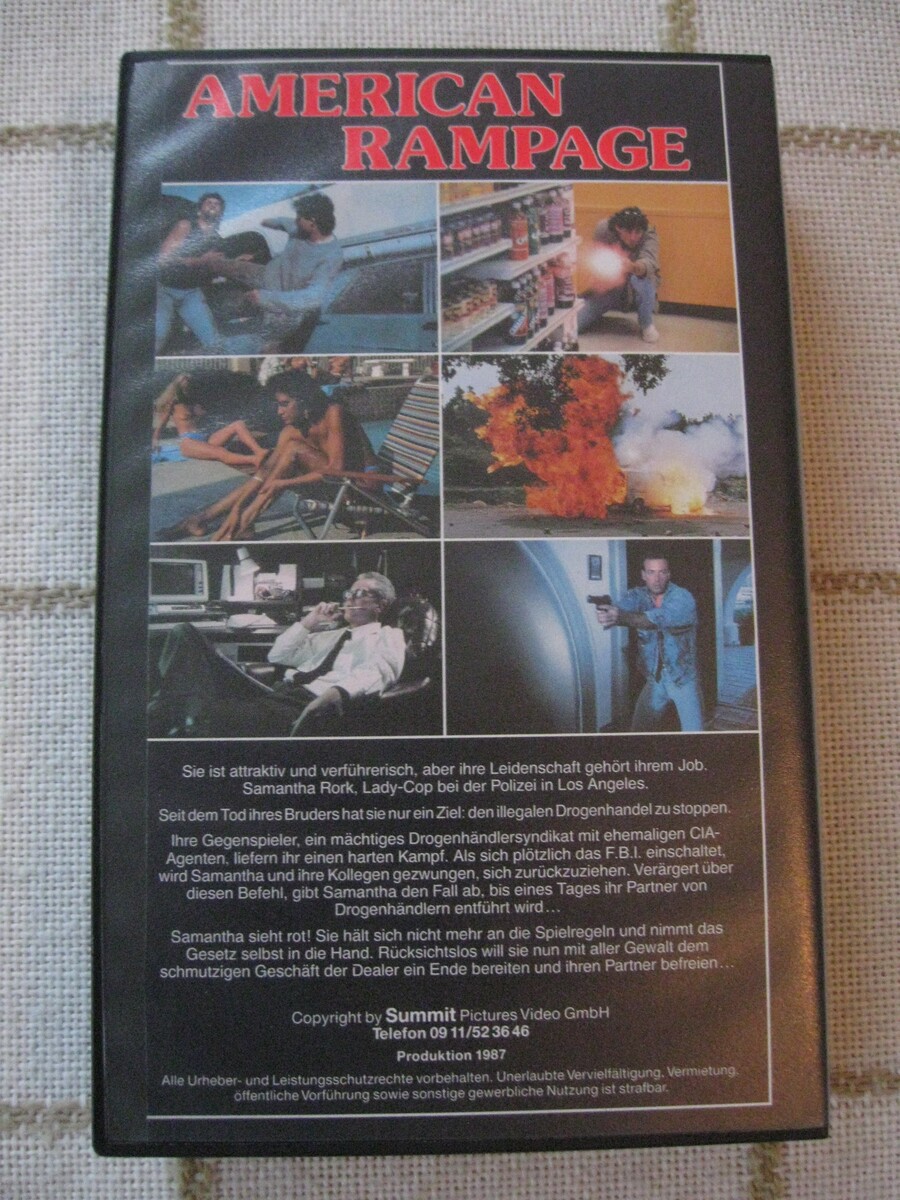 AMERICAN
RAMPAGE
Sie ist attraktiv und verführerisch, aber ihre Leidenschaft gehört ihrem Job.
Samantha Rork, Lady-Cop bei der Polizei in Los Angeles.
Seit dem Tod ihres Bruders hat sie nur ein Ziel: den illegalen Drogenhandel zu stoppen.
Ihre Gegenspieler, ein mächtiges Drogenhändlersyndikat mit ehemaligen CIA-
Agenten, liefern ihr einen harten Kampf. Als sich plötzlich das F.B.I. einschaltet,
wird Samantha und ihre Kollegen gezwungen, sich zurückzuziehen. Verärgert über
diesen Befehl, gibt Samantha den Fall ab, bis eines Tages ihr Partner von
Drogenhändlern entführt wird...
Samantha sieht rot! Sie hält sich nicht mehr an die Spielregeln und nimmt das
Gesetz selbst in die Hand. Rücksichtslos will sie nun mit aller Gewalt dem
schmutzigen Geschäft der Dealer ein Ende bereiten und ihren Partner befreien...
Copyright by Summit Pictures Video GmbH
Telefon 09 11/52 36 46
Produktion 1987
Alle Urheber- und Leistungsschutzrechte vorbehalten. Unerlaubte Vervielfältigung, Vermietung,
öffentliche Vorführung sowie sonstige gewerbliche Nutzung ist strafbar.